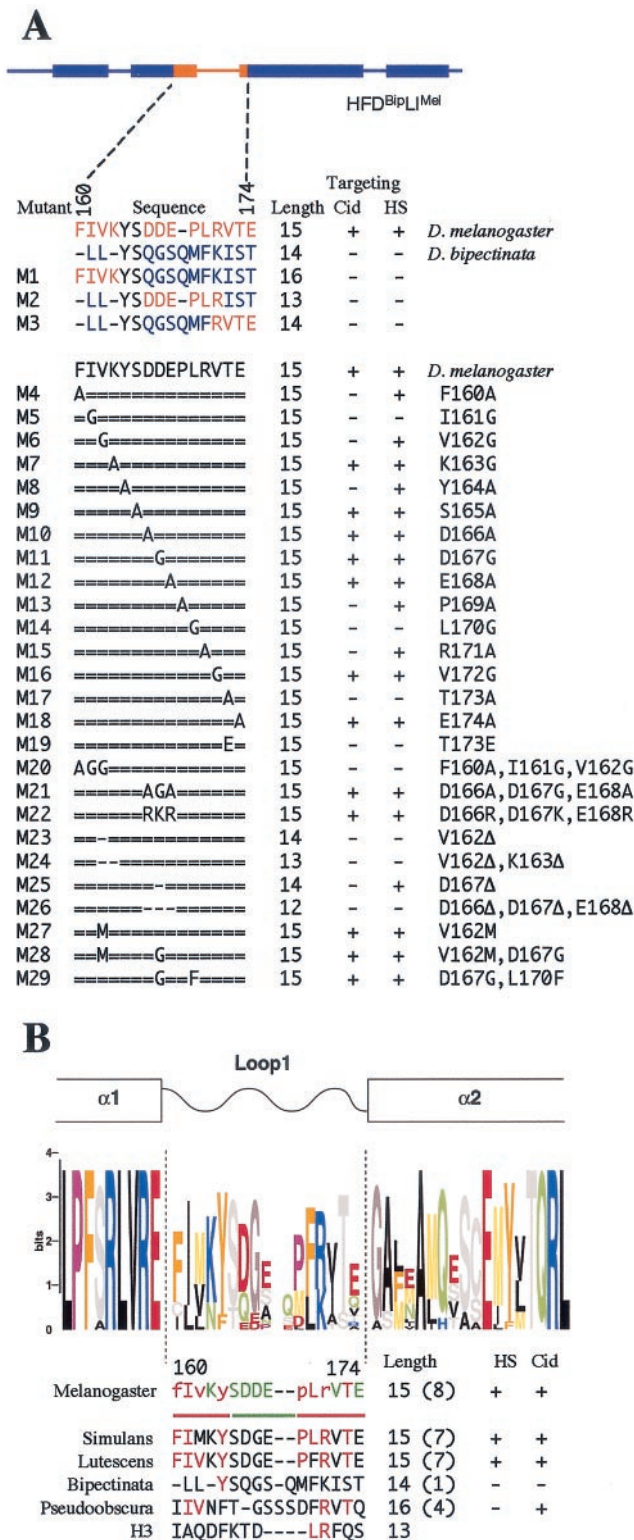 A
HFD^Bip LI^Mel
160 174 Targeting
Mutant Sequence Length Cid HS
FIVKYSDDE-PLRVTE 15 + + D. melanogaster
-LL-YSQGSQMFKIST 14 - - D. bipectinata
M1 FIVKYSQGSQMFKIST 16 - -
M2 -LL-YSDDE-PLRIST 13 - -
M3 -LL-YSQGSQMFRVTE 14 - -
FIVKYSDDEPLRVTE 15 + + D. melanogaster
M4 A============== 15 - + F160A
M5 =G============= 15 - - I161G
M6 ==G============ 15 - + V162G
M7 ===A=========== 15 + + K163G
M8 ====A========== 15 - + Y164A
M9 =====A========= 15 + + S165A
M10 ======A======== 15 + + D166A
M11 =======G======= 15 + + D167G
M12 ========A====== 15 + + E168A
M13 =========A===== 15 - + P169A
M14 ==========G==== 15 - - L170G
M15 ===========A=== 15 - + R171A
M16 ============G== 15 + + V172G
M17 =============A= 15 - - T173A
M18 ==============A 15 + + E174A
M19 =============E= 15 - - T173E
M20 AGG============ 15 - - F160A,I161G,V162G
M21 ======AGA====== 15 + + D166A,D167G,E168A
M22 ======RKR====== 15 + + D166R,D167K,E168R
M23 ==-============ 14 - - V162Δ
M24 ==--=========== 13 - - V162Δ,K163Δ
M25 =======-======= 14 - + D167Δ
M26 ======---====== 12 - - D166Δ,D167Δ,E168Δ
M27 ==M============ 15 + + V162M
M28 ==M====G======= 15 + + V162M,D167G
M29 =======G==F==== 15 + + D167G,L170F
B
Loop1
α1 α2
4
3
2
1
0
bits
LPFSRLVRE
160 174 Length HS Cid
Melanogaster fIvKySDDE--pLrVTE 15 (8) + +
Simulans FIMKYSDGE--PLRVTE 15 (7) + +
Lutescens FIVKYSDGE--PLRVTE 15 (7) + +
Bipectinata -LL-YSQGS-QMFKIST 14 (1) - -
Pseudoobscura IIVNFT-GSSSDFRVTQ 16 (4) - +
H3 IAQDFKTD----LRFQS 13